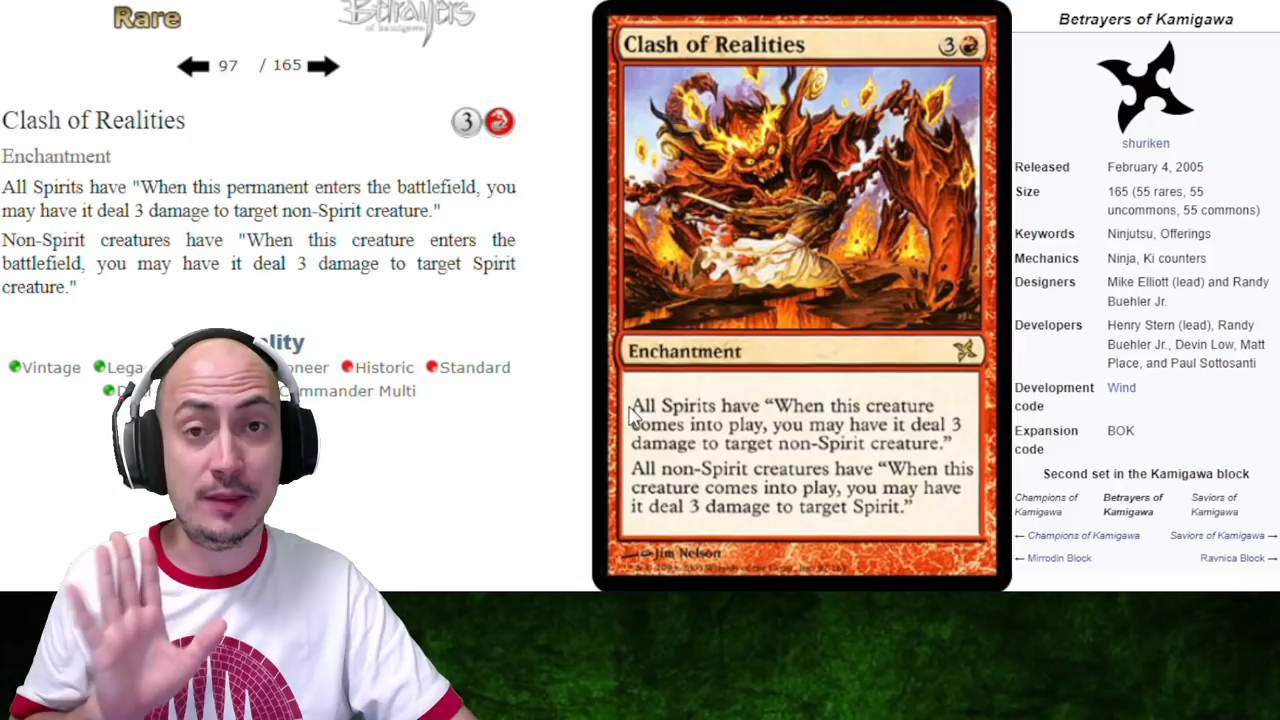 Rare
Betrayers
of kamigawa
97 / 165
Clash of Realities
3
Enchantment
All Spirits have "When this permanent enters the battlefield, you
may have it deal 3 damage to target non-Spirit creature."
Non-Spirit creatures have "When this creature enters the
battlefield, you may have it deal 3 damage to target Spirit
creature."
Vintage
Historic
Standard
Commander Multi
Clash of Realities
3
Enchantment
All Spirits have “When this creature
comes into play, you may have it deal 3
damage to target non-Spirit creature.”
All non-Spirit creatures have “When this
creature comes into play, you may have
it deal 3 damage to target Spirit.”
Jim Nelson
Betrayers of Kamigawa
shuriken
Released February 4, 2005
Size 165 (55 rares, 55
uncommons, 55 commons)
Keywords Ninjutsu, Offerings
Mechanics Ninja, Ki counters
Designers Mike Elliott (lead) and Randy
Buehler Jr.
Developers Henry Stern (lead), Randy
Buehler Jr., Devin Low, Matt
Place, and Paul Sottosanti
Development Wind
code
Expansion BOK
code
Second set in the Kamigawa block
Champions of Betrayers of Saviors of
Kamigawa Kamigawa Kamigawa
← Champions of Kamigawa Saviors of Kamigawa →
← Mirrodin Block Ravnica Block →